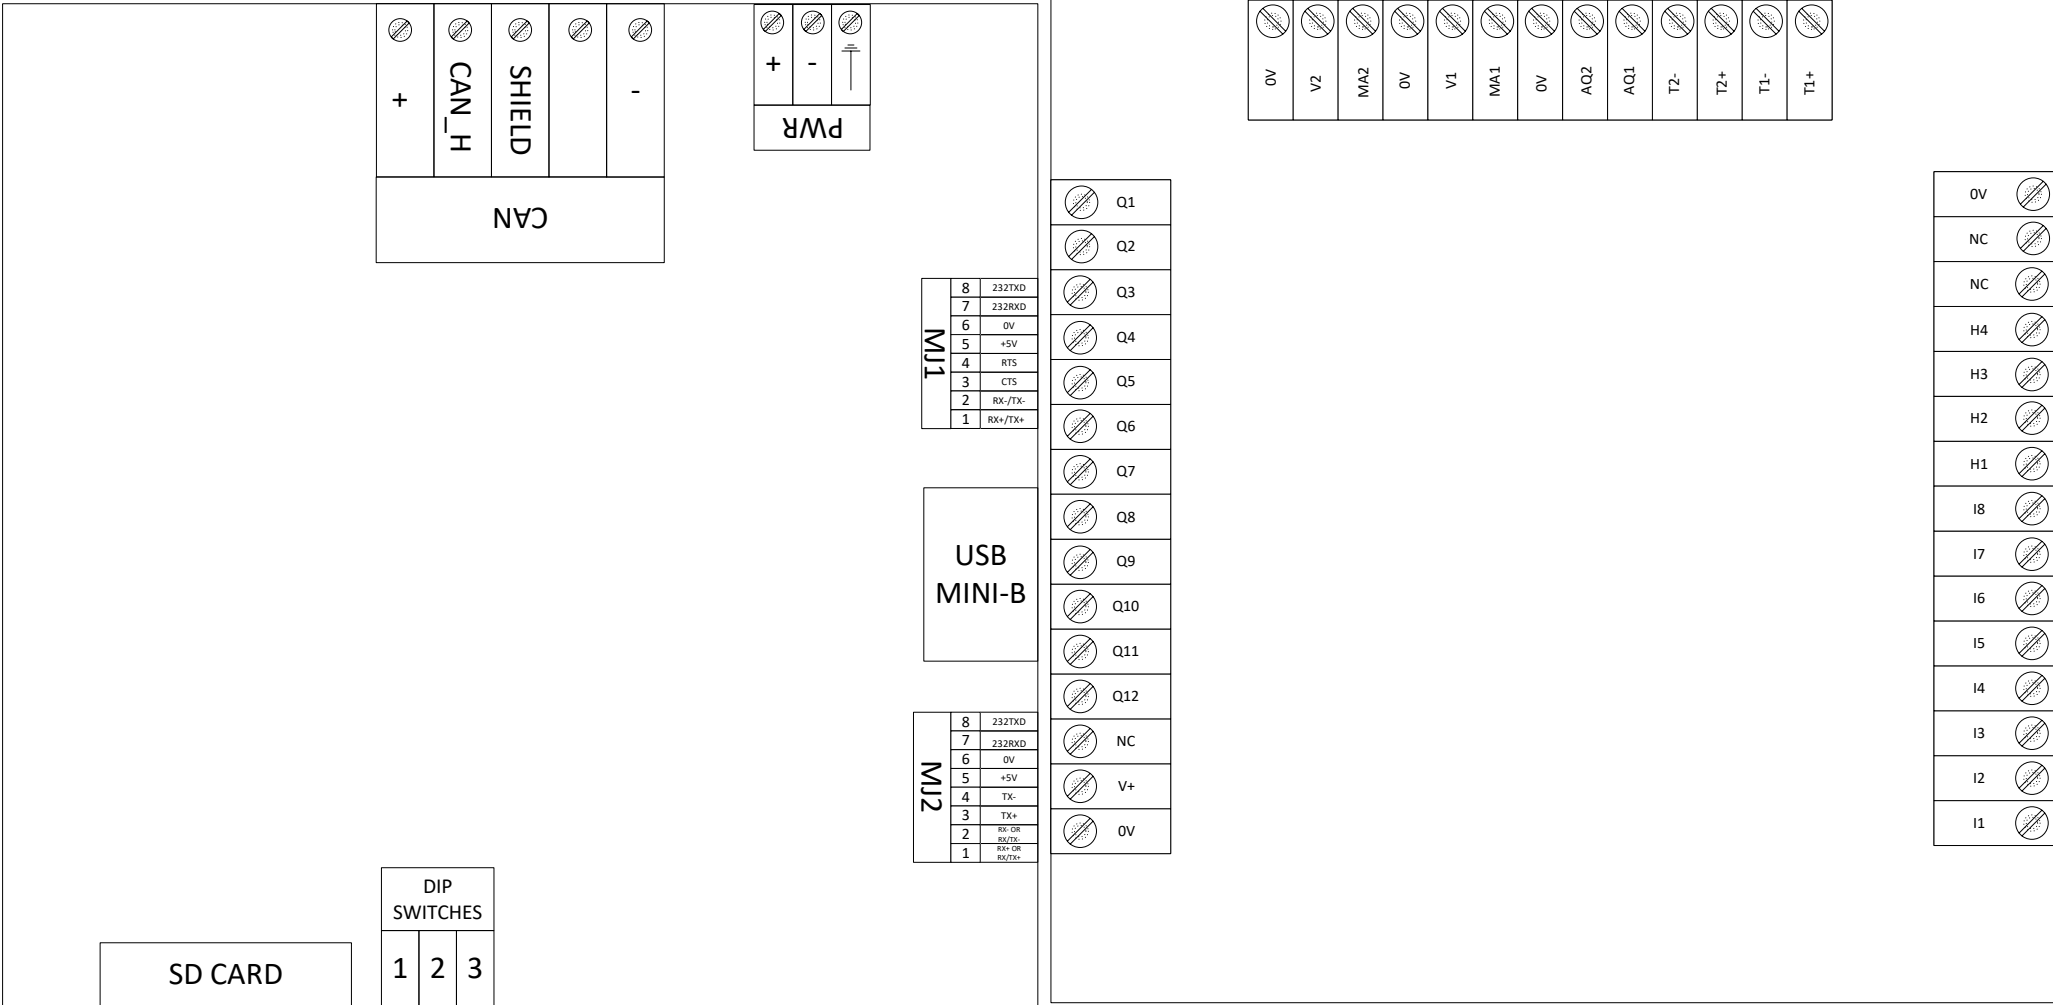 +
CAN_H
SHIELD
-
CAN
+
-
PWR
8 232TXD
7 232RXD
6 0V
5 +5V
4 RTS
3 CTS
2 RX-/TX-
1 RX+/TX+
MJ1
USB
MINI-B
8 232TXD
7 232RXD
6 0V
5 +5V
4 TX-
3 TX+
2 RX- OR
RX/TX-
1 RX+ OR
RX/TX+
MJ2
DIP
SWITCHES
1 2 3
SD CARD
0V V2 MA2 0V V1 MA1 0V AQ2 AQ1 T2- T2+ T1- T1+
Q1
Q2
Q3
Q4
Q5
Q6
Q7
Q8
Q9
Q10
Q11
Q12
NC
V+
0V
0V
NC
NC
H4
H3
H2
H1
I8
I7
I6
I5
I4
I3
I2
I1